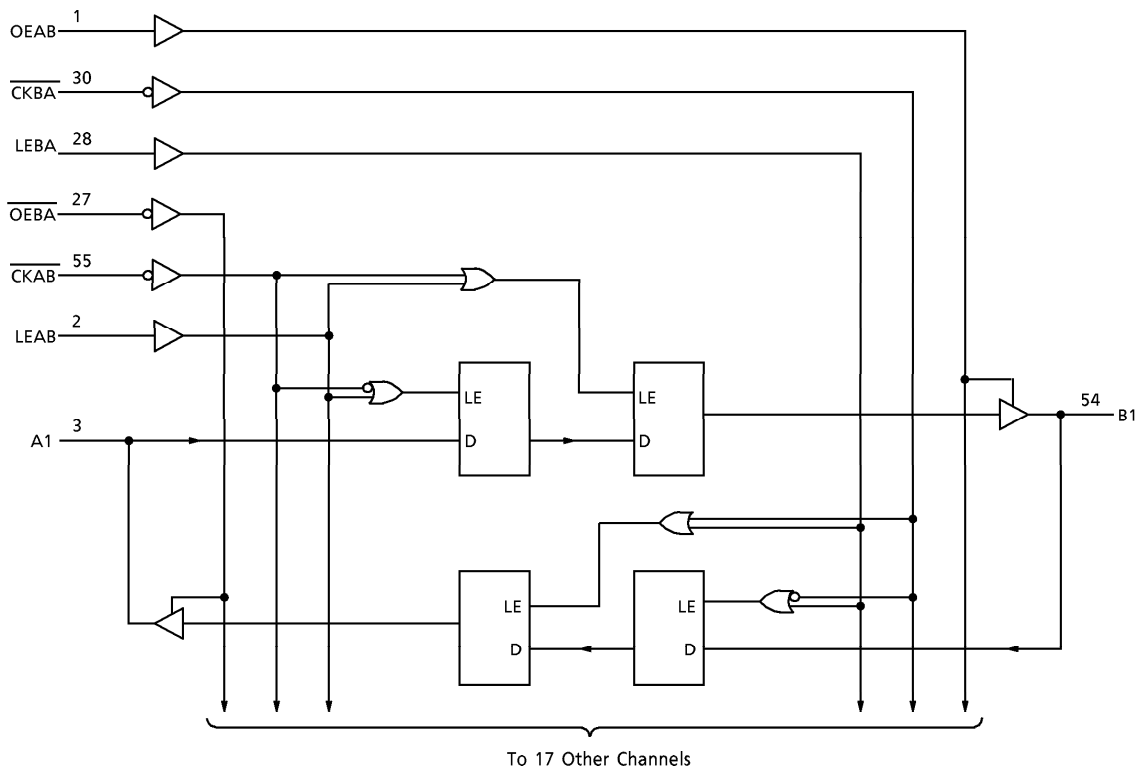 OEAB 1
CKBA 30
LEBA 28
OEBA 27
CKAB 55
LEAB 2
A1 3
LE
D
LE
D
54 B1
LE
D
LE
D
To 17 Other Channels